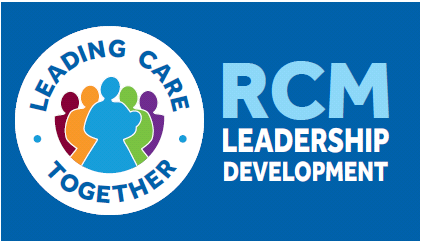 LEADING CARE
TOGETHER
RCM
LEADERSHIP
DEVELOPMENT